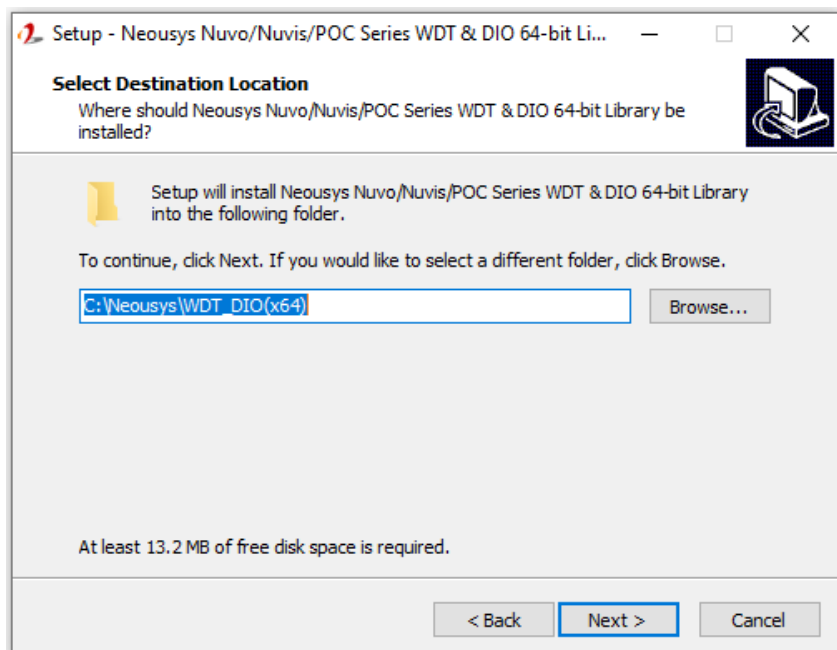 Setup - Neousys Nuvo/Nuvis/POC Series WDT & DIO 64-bit Li...
Select Destination Location
Where should Neousys Nuvo/Nuvis/POC Series WDT & DIO 64-bit Library be
installed?
Setup will install Neousys Nuvo/Nuvis/POC Series WDT & DIO 64-bit Library
into the following folder.
To continue, click Next. If you would like to select a different folder, click Browse.
C:\Neousys\WDT_DIO(x64)
Browse...
At least 13.2 MB of free disk space is required.
< Back
Next >
Cancel